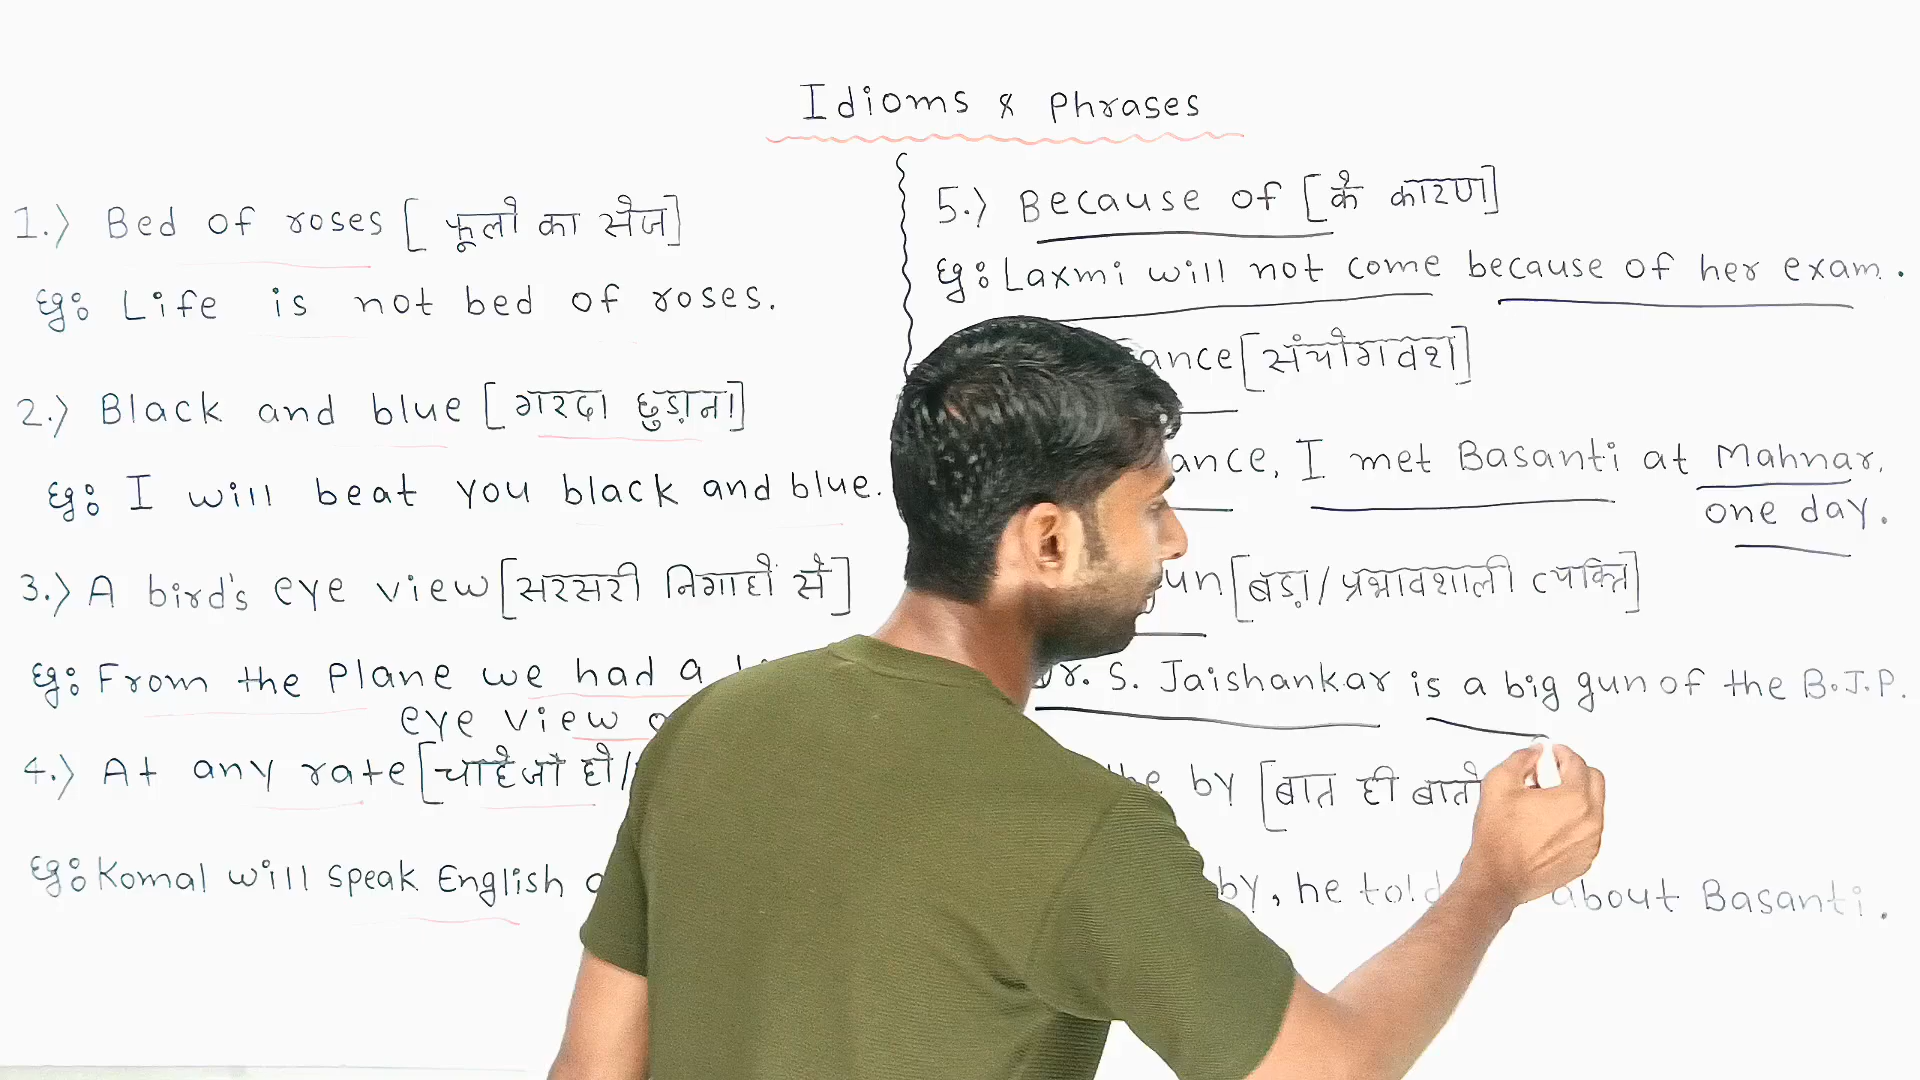 Idioms & Phrases
1.) Bed of roses [फूलों का सेज]
Eg: Life is not bed of roses.
2.) Black and blue [गरदा छुड़ाना]
Eg: I will beat you black and blue.
3.) A bird's eye view [सरसरी निगाहों से]
Eg: From the Plane we had a
eye view
4.) At any rate [चाहे जो हो/
Eg: Komal will speak English
5.) Because of [के कारण]
Eg: Laxmi will not come because of her exam.
ance [संयोगवश]
ance, I met Basanti at Mahnar,
one day.
un [बड़ा/ प्रभावशाली व्यक्ति]
Dr. S. Jaishankar is a big gun of the B.J.P.
the by [बात ही बातों
by, he told about Basanti.